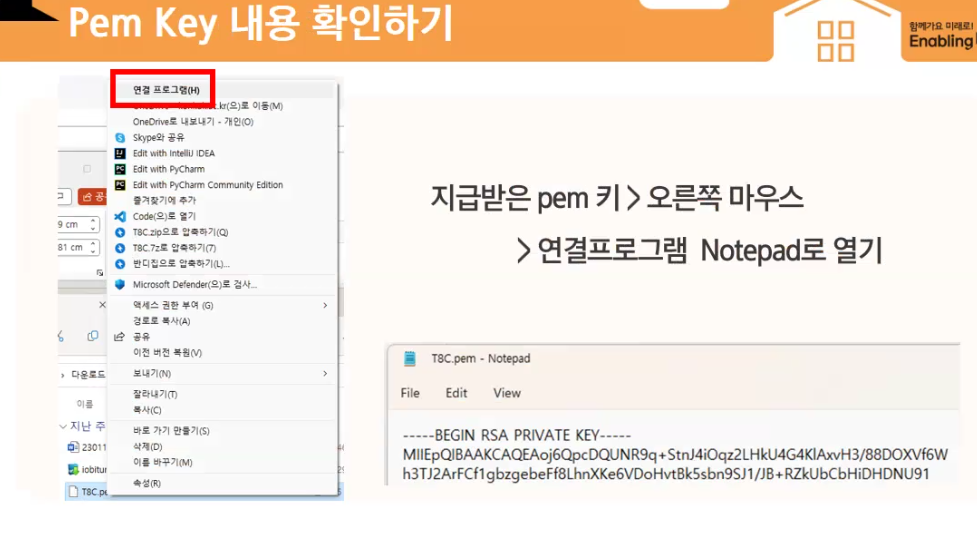 Pem Key 내용 확인하기
함께가요 미래로!
Enabling
연결 프로그램(H)
kr(으)로 이동(M)
OneDrive로 내보내기 - 개인(O)
Skype와 공유
Edit with IntelliJ IDEA
Edit with PyCharm
Edit with PyCharm Community Edition
즐겨찾기에 추가
Code(으)로 열기
T8C.zip으로 압축하기(Q)
T8C.7z로 압축하기(7)
반디집으로 압축하기(L)...
Microsoft Defender(으)로 검사...
액세스 권한 부여 (G)
경로로 복사(A)
공유
이전 버전 복원(V)
보내기(N)
잘라내기(T)
복사(C)
바로 가기 만들기(S)
삭제(D)
이름 바꾸기(M)
속성(R)
공
9 cm
81 cm
다운로드
이름
지난 주
23011
iobitur
T8C.pe
지급받은 pem 키 > 오른쪽 마우스
> 연결프로그램 Notepad로 열기
T8C.pem - Notepad
File Edit View
-----BEGIN RSA PRIVATE KEY-----
MIIEpQIBAAKCAQEAoj6QpcDQUNR9q+StnJ4iOqz2LHkU4G4KlAxvH3/88DOXVf6W
h3TJ2ArFCf1gbzgebeFf8LhnXKe6VDoHvtBk5sbn9SJ1/JB+RZkUbCbHiDHDNU91